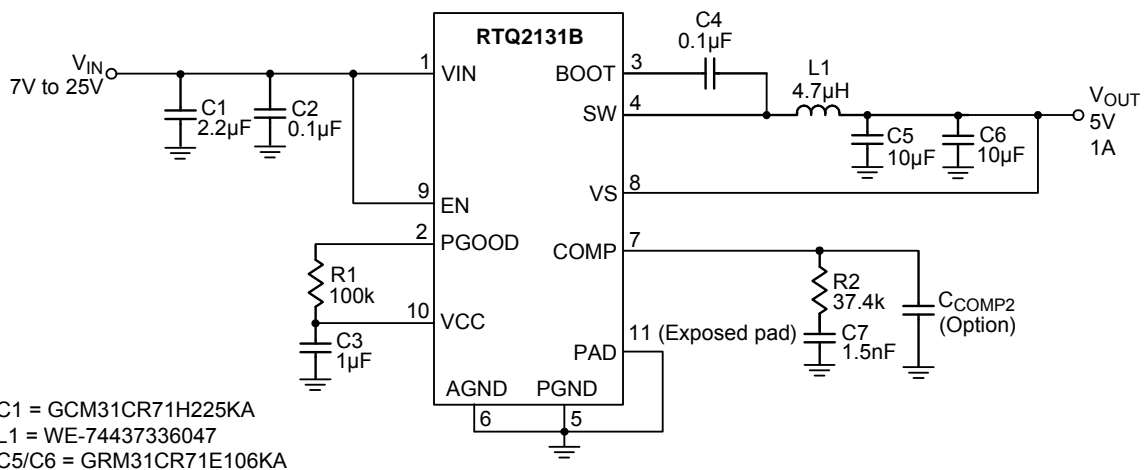 RTQ2131B
VIN
7V to 25V
C1
2.2µF
C2
0.1µF
1
VIN
9
EN
2
PGOOD
R1
100k
10
VCC
C3
1µF
BOOT
3
C4
0.1µF
SW
4
L1
4.7µH
C5
10µF
C6
10µF
VOUT
5V
1A
VS
8
COMP
7
R2
37.4k
C7
1.5nF
CCOMP2
(Option)
PAD
11 (Exposed pad)
AGND
6
PGND
5
C1 = GCM31CR71H225KA
L1 = WE-74437336047
C5/C6 = GRM31CR71E106KA